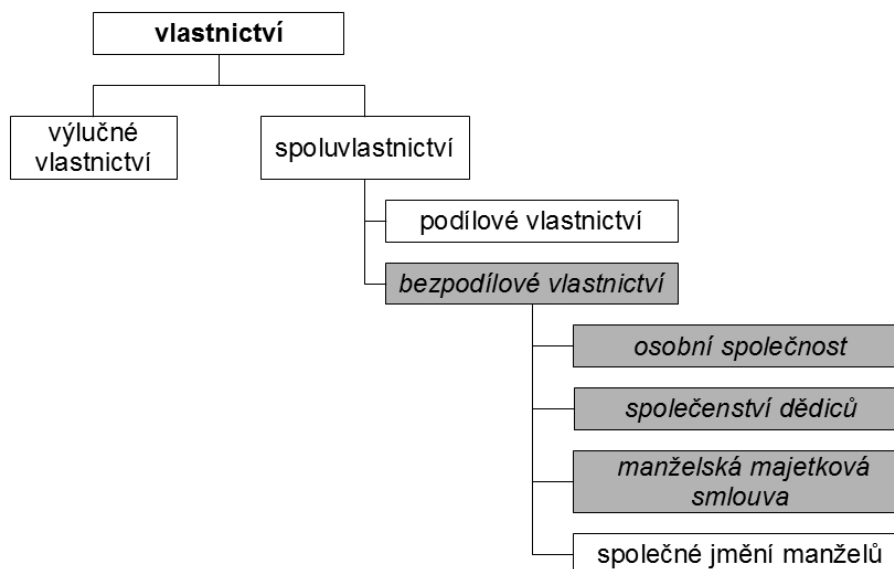 vlastnictví
výlučné
vlastnictví
spoluvlastnictví
podílové vlastnictví
bezpodílové vlastnictví
osobní společnost
společenství dědiců
manželská majetková
smlouva
společné jmění manželů